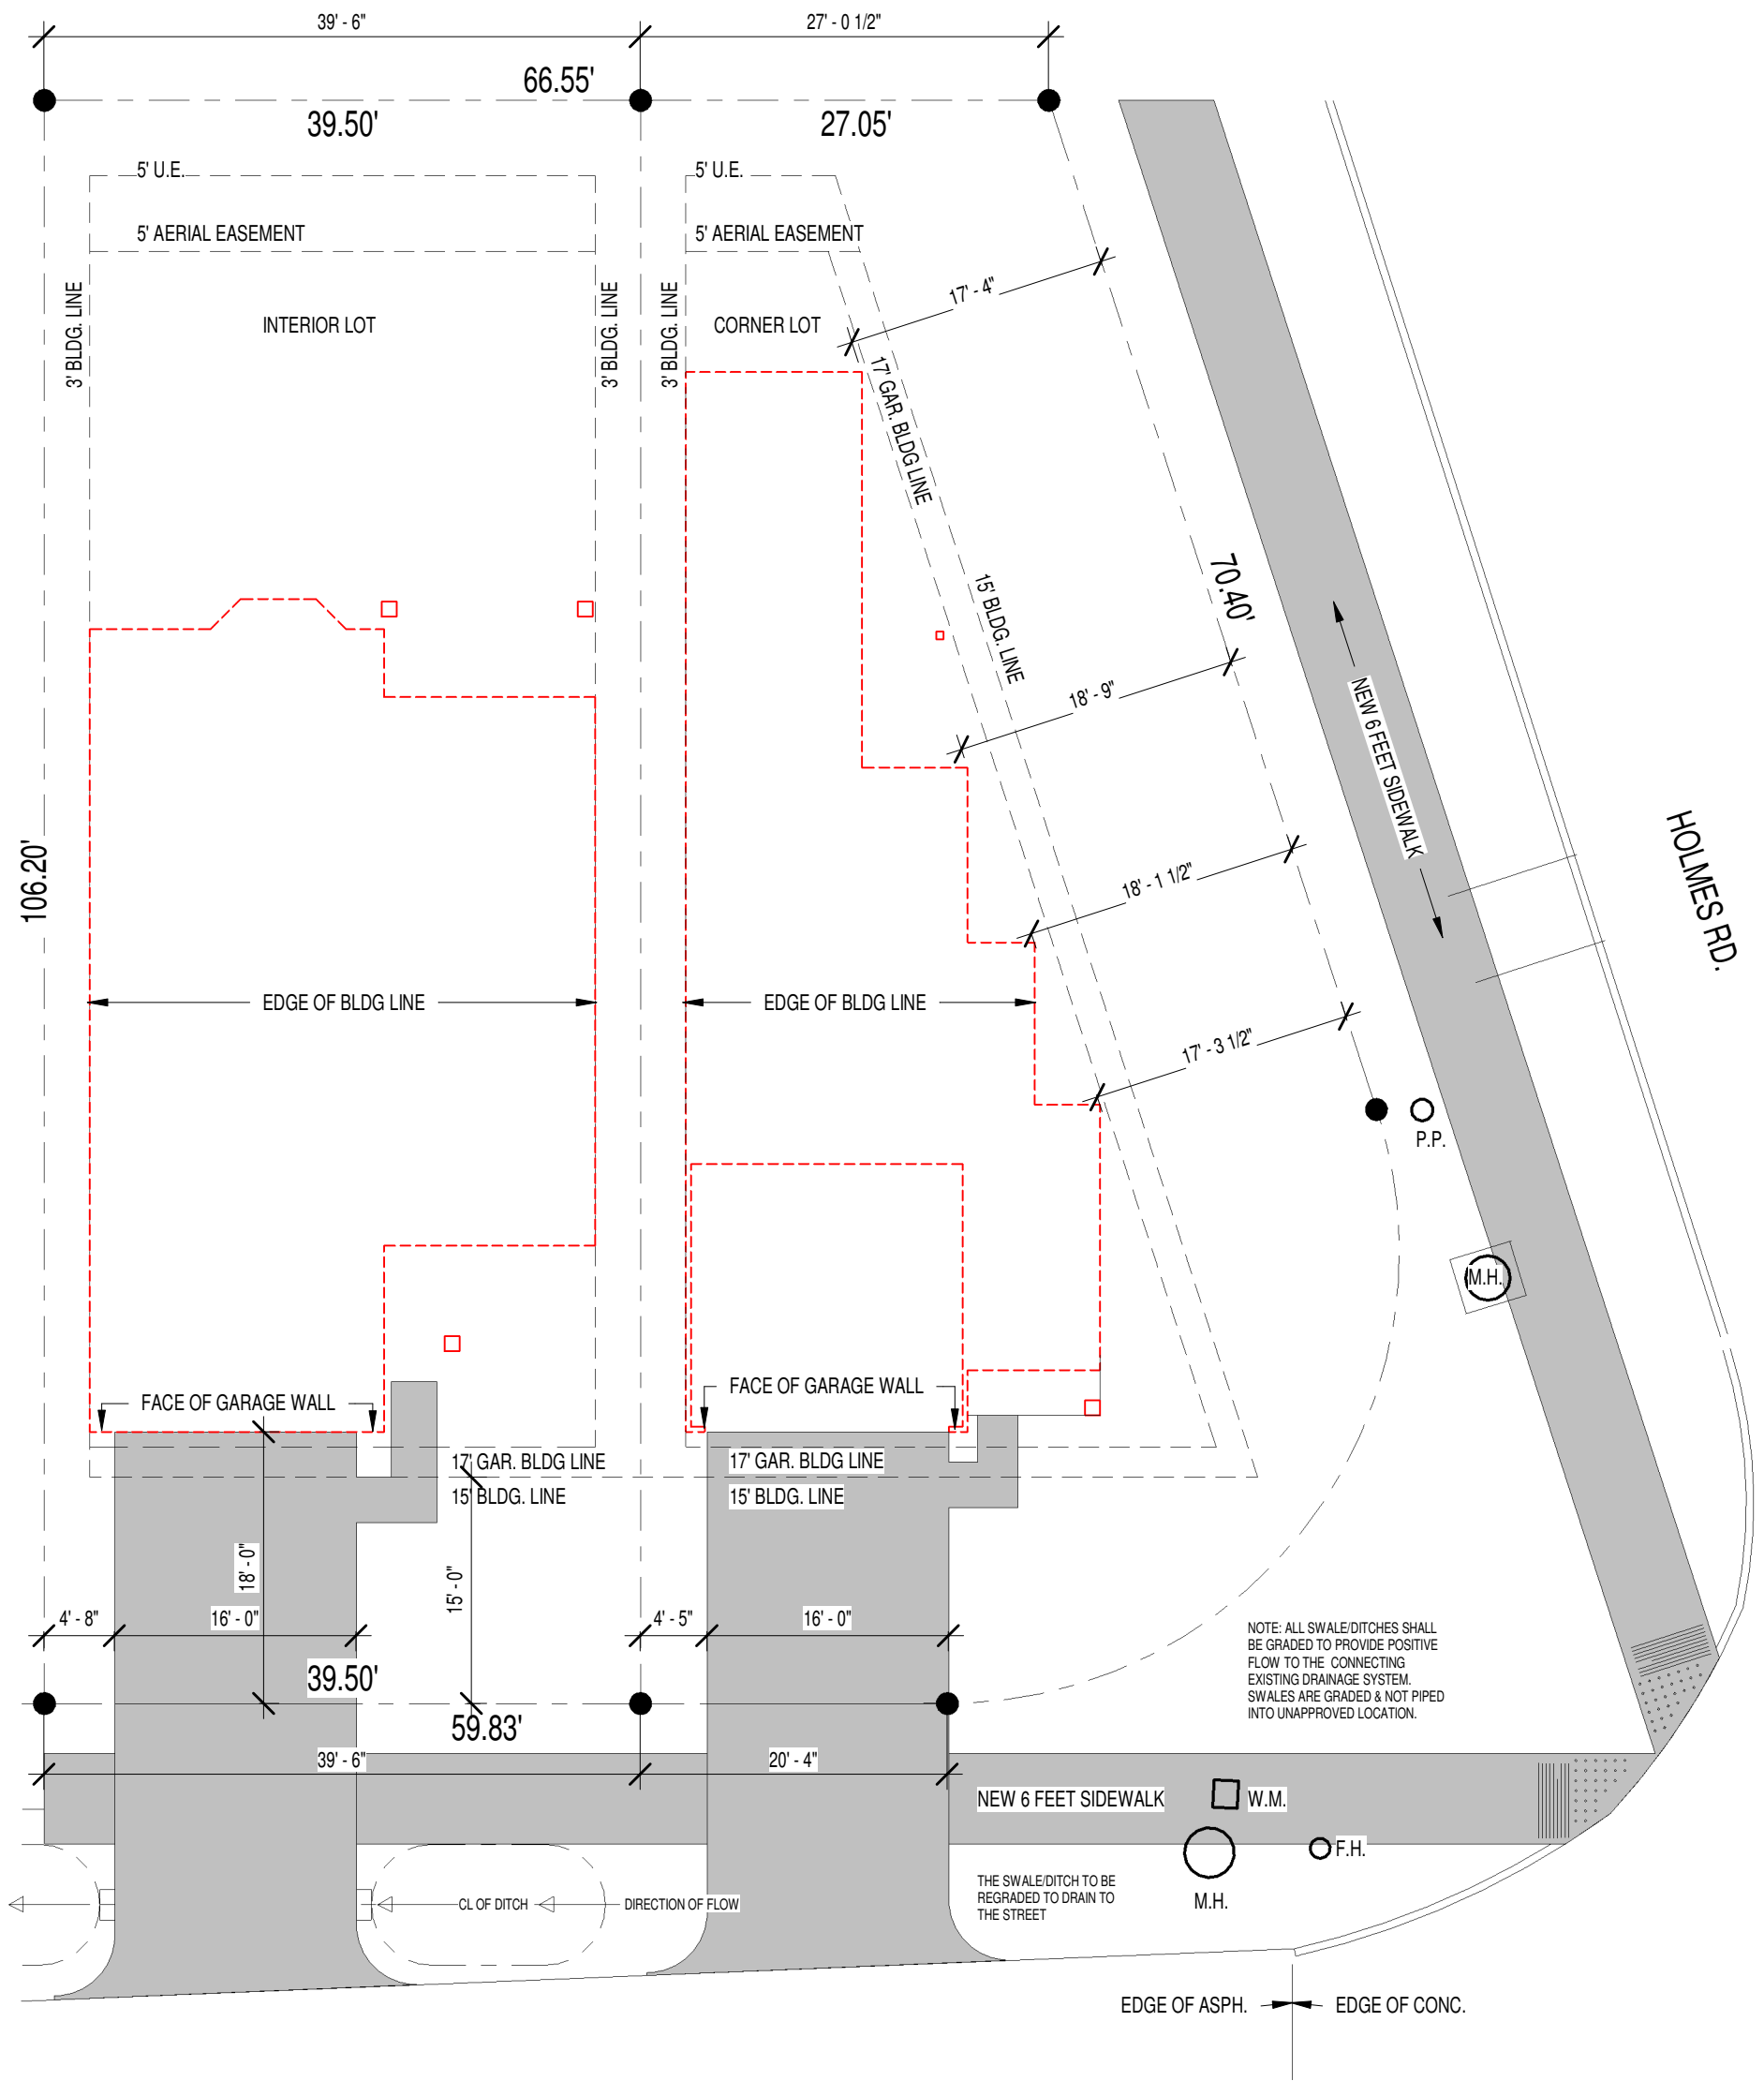 39' - 6"
27' - 0 1/2"
66.55'
39.50'
27.05'
5' U.E.
5' U.E.
5' AERIAL EASEMENT
5' AERIAL EASEMENT
3' BLDG. LINE
3' BLDG. LINE
3' BLDG. LINE
INTERIOR LOT
CORNER LOT
17' - 4"
17' GAR. BLDG LINE
15' BLDG. LINE
70.40'
18' - 9"
NEW 6 FEET SIDEWALK
HOLMES RD.
106.20'
18' - 1 1/2"
EDGE OF BLDG LINE
EDGE OF BLDG LINE
17' - 3 1/2"
P.P.
M.H.
FACE OF GARAGE WALL
FACE OF GARAGE WALL
17' GAR. BLDG LINE
17' GAR. BLDG LINE
15' BLDG. LINE
15' BLDG. LINE
18' - 0"
15' - 0"
4' - 8"
16' - 0"
4' - 5"
16' - 0"
NOTE: ALL SWALE/DITCHES SHALL
BE GRADED TO PROVIDE POSITIVE
FLOW TO THE CONNECTING
EXISTING DRAINAGE SYSTEM.
SWALES ARE GRADED & NOT PIPED
INTO UNAPPROVED LOCATION.
39.50'
59.83'
39' - 6"
20' - 4"
NEW 6 FEET SIDEWALK
W.M.
F.H.
M.H.
THE SWALE/DITCH TO BE
REGRADED TO DRAIN TO
THE STREET
CL OF DITCH
DIRECTION OF FLOW
EDGE OF ASPH.
EDGE OF CONC.